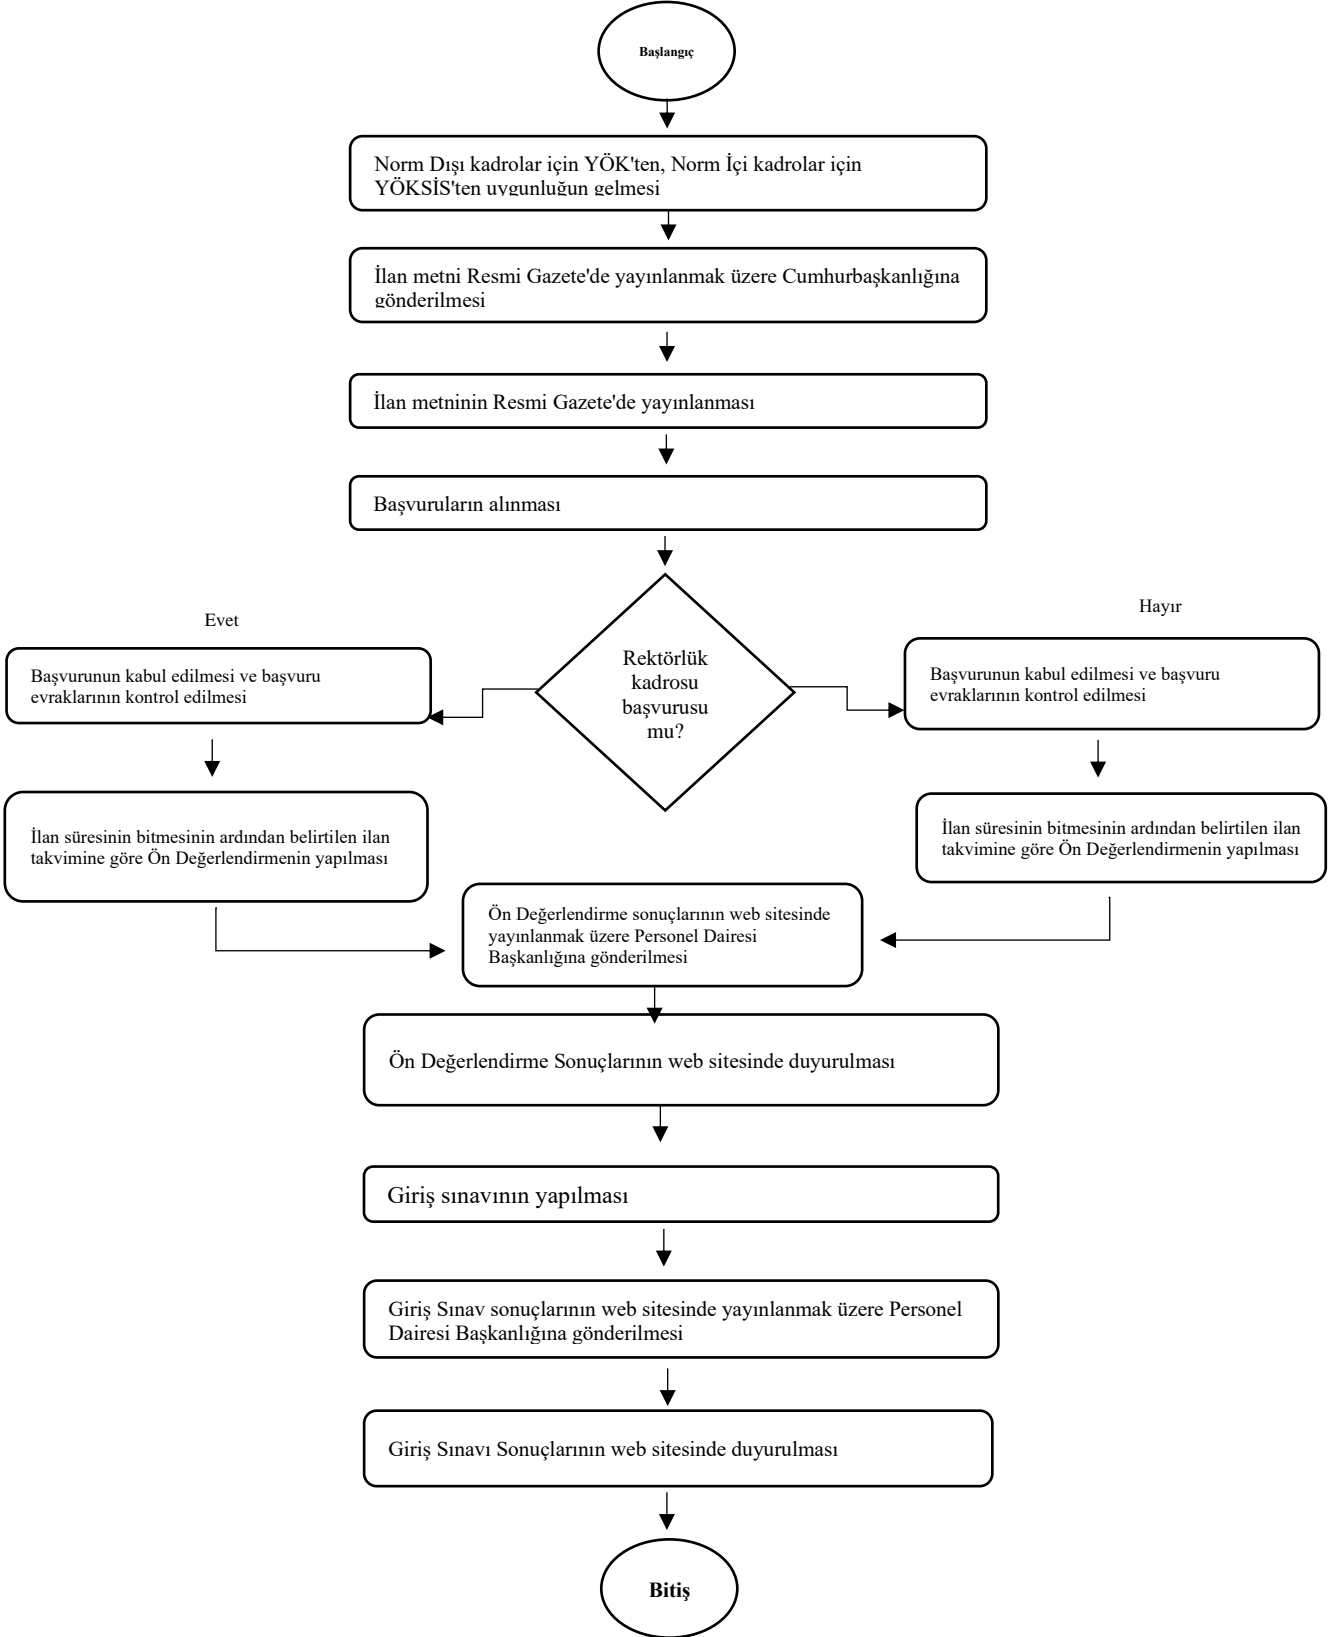 Başlangıç
Norm Dışı kadrolar için YÖK'ten, Norm İçi kadrolar için
YÖKSİS'ten uygunluğun gelmesi
İlan metni Resmi Gazete'de yayınlanmak üzere Cumhurbaşkanlığına
gönderilmesi
İlan metninin Resmi Gazete'de yayınlanması
Başvuruların alınması
Rektörlük
kadrosu
başvurusu
mu?
Evet
Başvurunun kabul edilmesi ve başvuru
evraklarının kontrol edilmesi
İlan süresinin bitmesinin ardından belirtilen ilan
takvimine göre Ön Değerlendirmenin yapılması
Hayır
Başvurunun kabul edilmesi ve başvuru
evraklarının kontrol edilmesi
İlan süresinin bitmesinin ardından belirtilen ilan
takvimine göre Ön Değerlendirmenin yapılması
Ön Değerlendirme sonuçlarının web sitesinde
yayınlanmak üzere Personel Dairesi
Başkanlığına gönderilmesi
Ön Değerlendirme Sonuçlarının web sitesinde duyurulması
Giriş sınavının yapılması
Giriş Sınav sonuçlarının web sitesinde yayınlanmak üzere Personel
Dairesi Başkanlığına gönderilmesi
Giriş Sınavı Sonuçlarının web sitesinde duyurulması
Bitiş